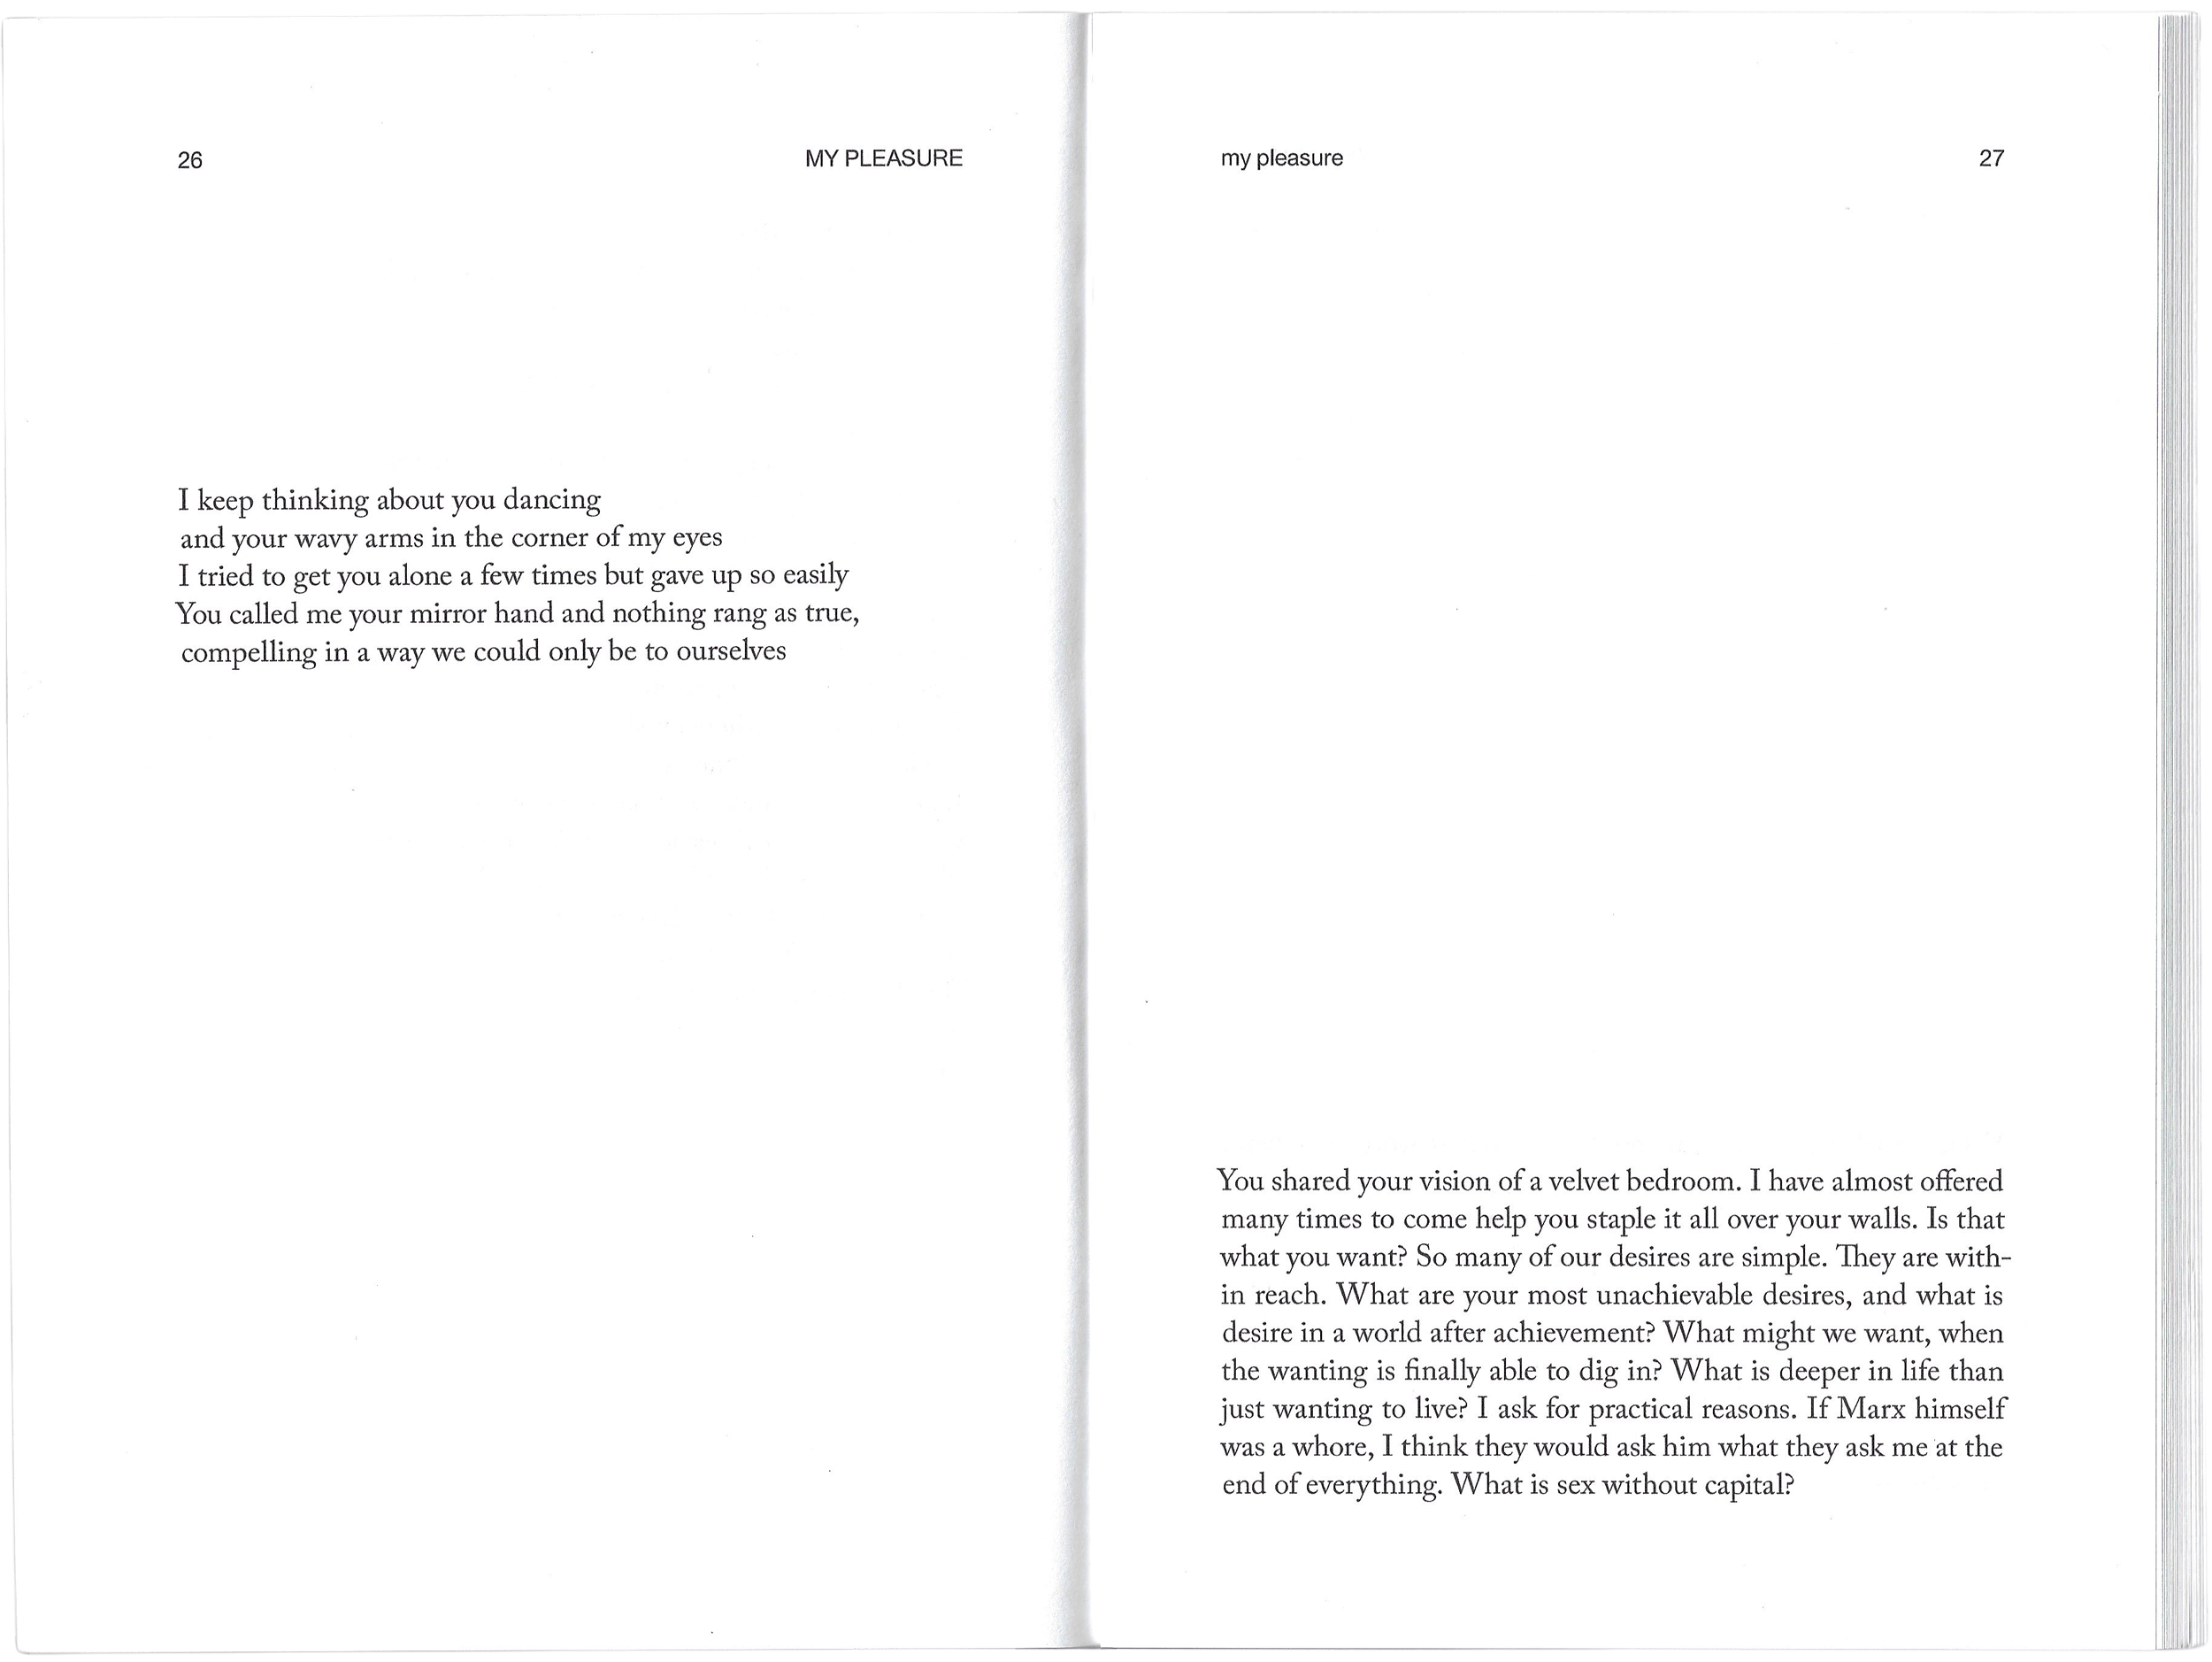 26
MY PLEASURE
I keep thinking about you dancing
and your wavy arms in the corner of my eyes
I tried to get you alone a few times but gave up so easily
You called me your mirror hand and nothing rang as true,
compelling in a way we could only be to ourselves
my pleasure
27
You shared your vision of a velvet bedroom. I have almost offered
many times to come help you staple it all over your walls. Is that
what you want? So many of our desires are simple. They are with-
in reach. What are your most unachievable desires, and what is
desire in a world after achievement? What might we want, when
the wanting is finally able to dig in? What is deeper in life than
just wanting to live? I ask for practical reasons. If Marx himself
was a whore, I think they would ask him what they ask me at the
end of everything. What is sex without capital?